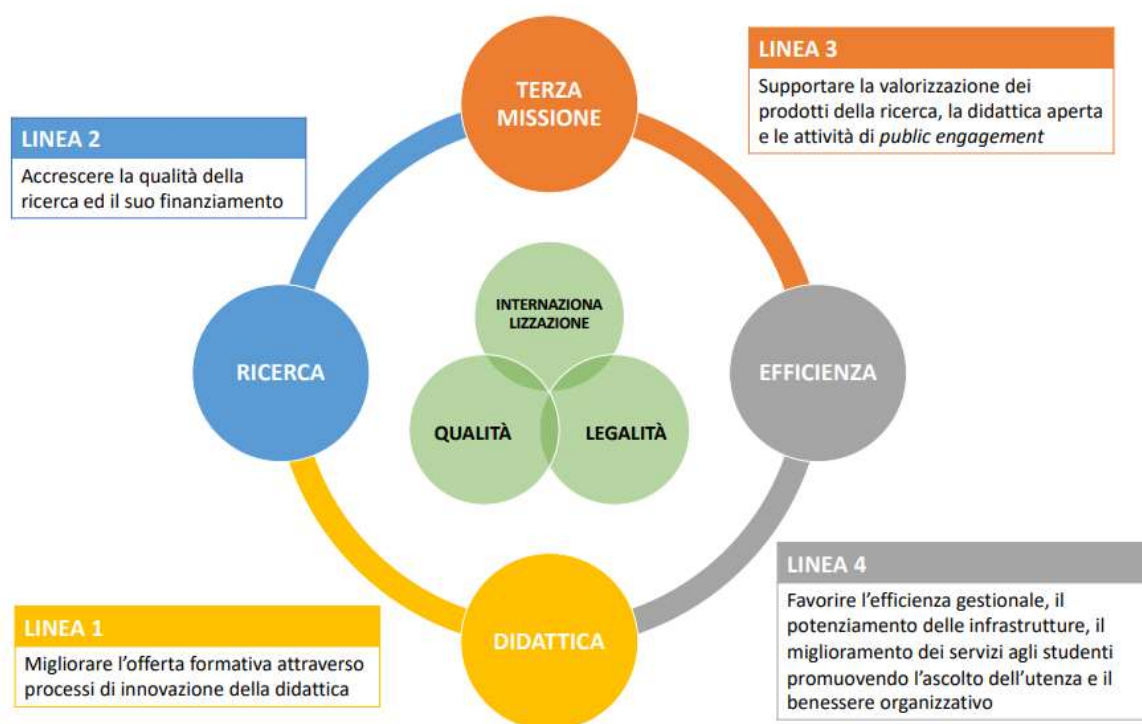 TERZA
MISSIONE
LINEA 3
Supportare la valorizzazione dei
prodotti della ricerca, la didattica aperta
e le attività di public engagement
LINEA 2
Accrescere la qualità della
ricerca ed il suo finanziamento
INTERNAZIONA
LIZZAZIONE
RICERCA
EFFICIENZA
QUALITÀ
LEGALITÀ
LINEA 4
Favorire l’efficienza gestionale, il
potenziamento delle infrastrutture, il
miglioramento dei servizi agli studenti
promuovendo l’ascolto dell’utenza e il
benessere organizzativo
LINEA 1
Migliorare l’offerta formativa attraverso
processi di innovazione della didattica
DIDATTICA